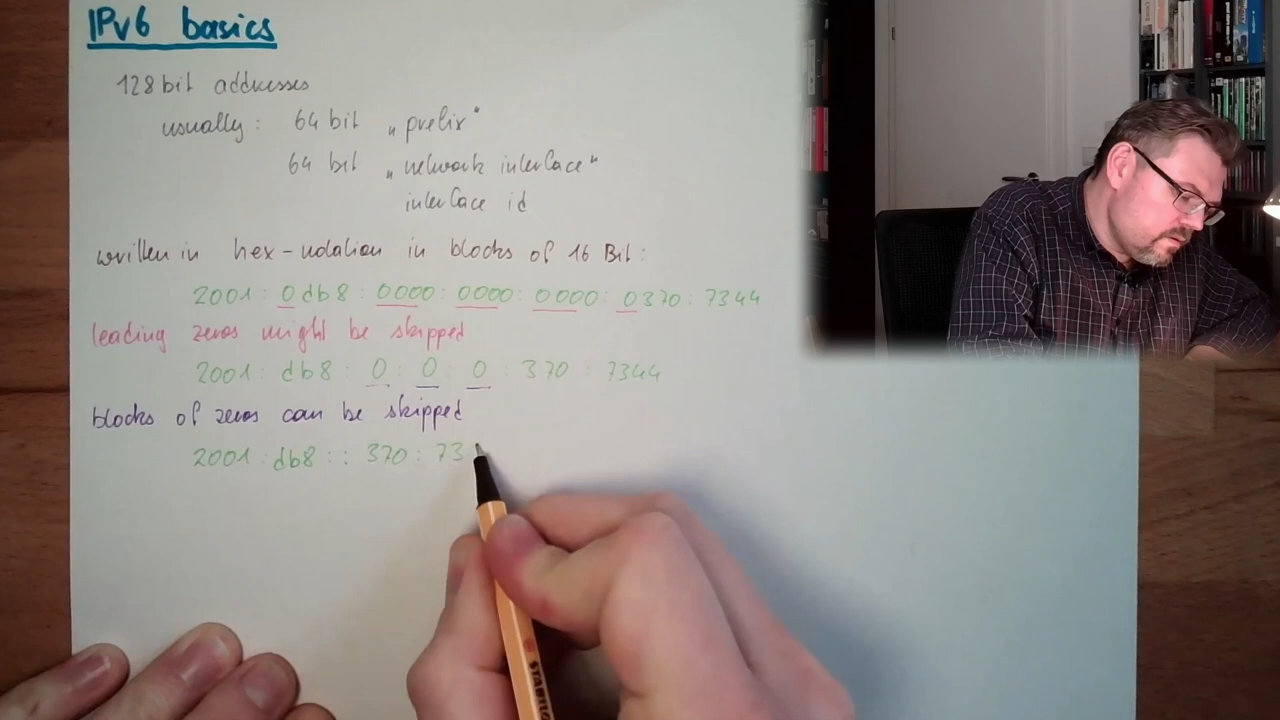 IPv6 basics
128 bit addresses
usually: 64 bit „prefix"
64 bit „network interface"
interface id
written in hex-notation in blocks of 16 Bit:
2001:0db8:0000:0000:0000:0370:7344
leading zeros might be skipped
2001:db8:0:0:0:370:7344
blocks of zeros can be skipped
2001:db8::370:73